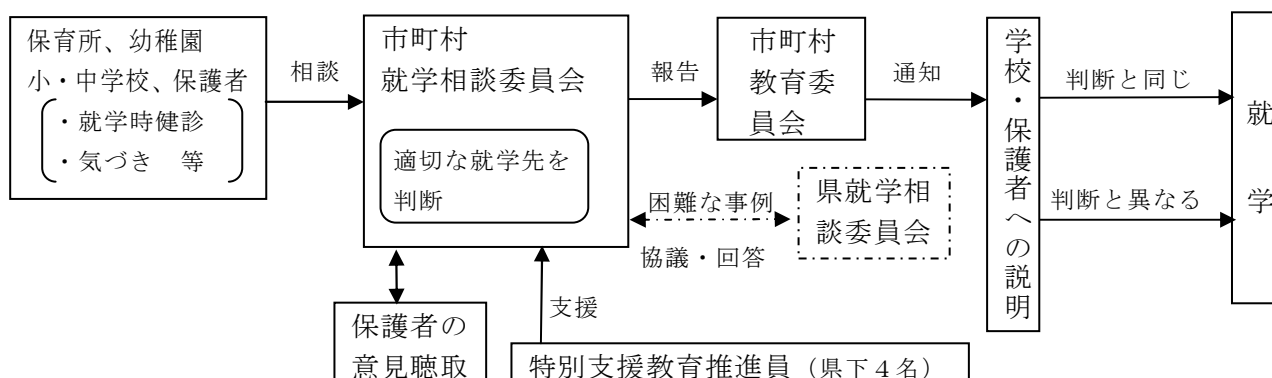 保育所、幼稚園
小・中学校、保護者
・就学時健診
・気づき　等
相談
市町村
就学相談委員会
適切な就学先を
判断
報告
市町村
教育委
員会
通知
学校・保護者への説明
判断と同じ
判断と異なる
就学
困難な事例
協議・回答
県就学相
談委員会
支援
保護者の
意見聴取
特別支援教育推進員（県下４名）